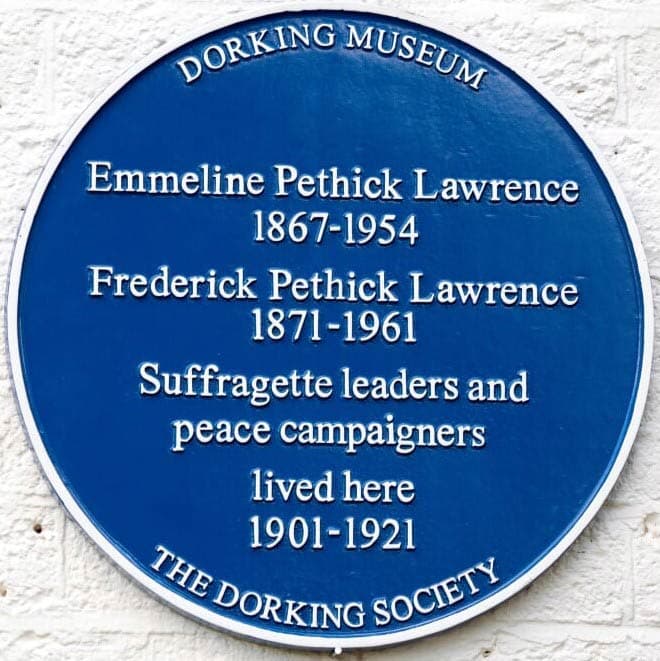 DORKING MUSEUM
Emmeline Pethick Lawrence
1867-1954
Frederick Pethick Lawrence
1871-1961
Suffragette leaders and
peace campaigners
lived here
1901-1921
THE DORKING SOCIETY